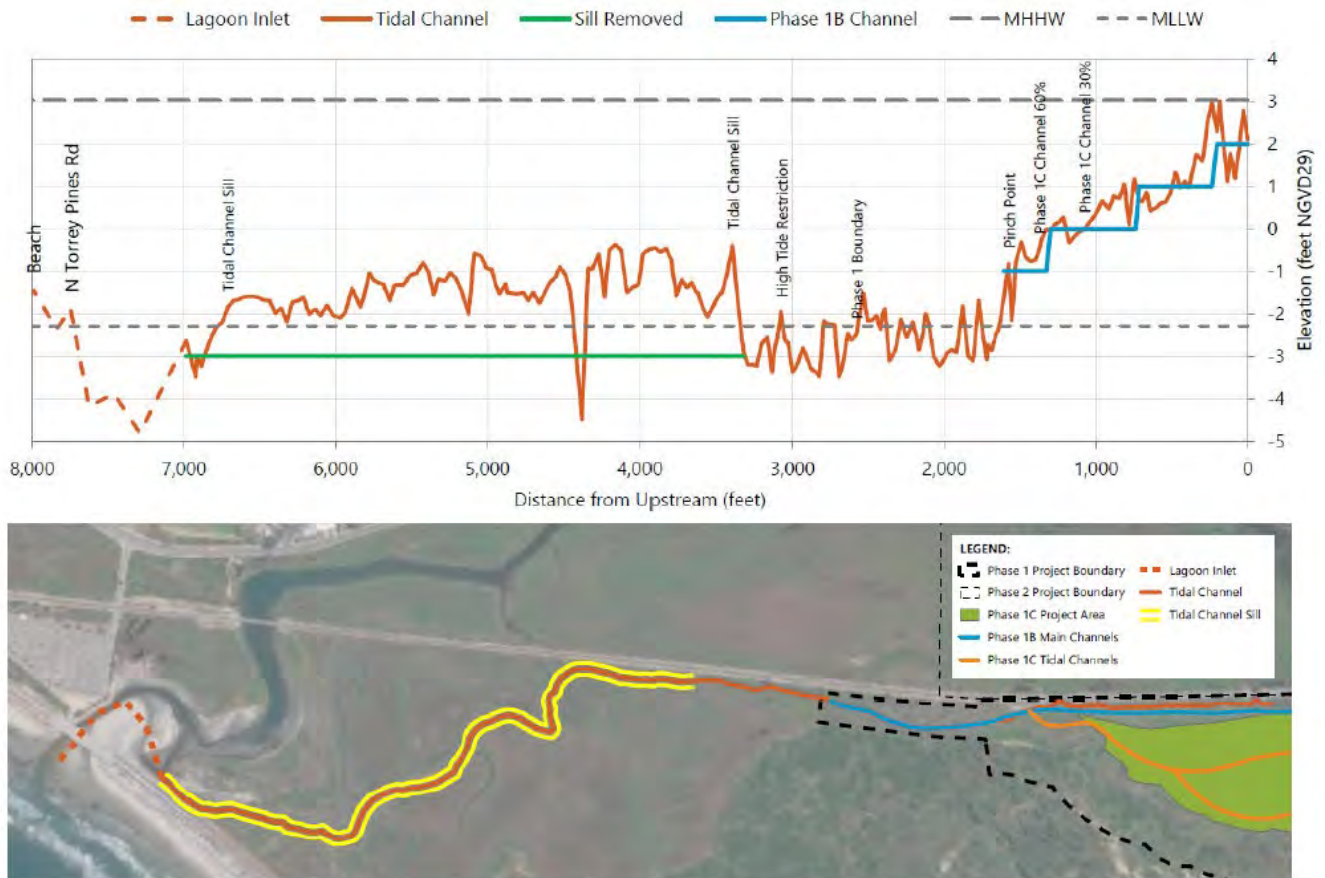 Lagoon Inlet Tidal Channel Sill Removed Phase 1B Channel MHHW MLLW
Beach
N Torrey Pines Rd
Tidal Channel Sill
Tidal Channel Sill
High Tide Restriction
Phase 1 Boundary
Pinch Point
Phase 1C Channel 60%
Phase 1C Channel 30%
4
3
2
1
0
-1
-2
-3
-4
-5
Elevation (feet NGVD29)
8,000 7,000 6,000 5,000 4,000 3,000 2,000 1,000 0
Distance from Upstream (feet)
LEGEND:
Phase 1 Project Boundary
Phase 2 Project Boundary
Phase 1C Project Area
Phase 1B Main Channels
Phase 1C Tidal Channels
Lagoon Inlet
Tidal Channel
Tidal Channel Sill